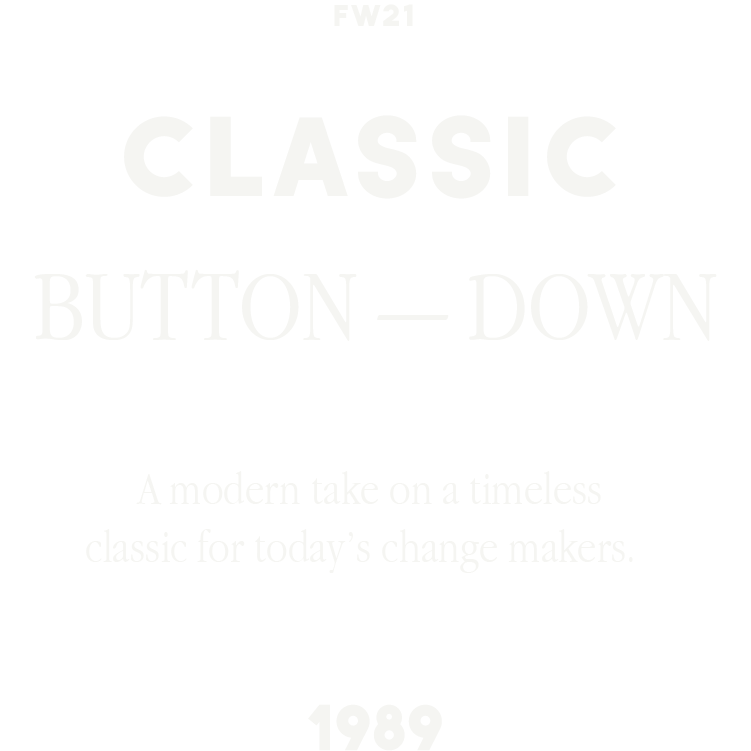 FW21
CLASSIC
BUTTON — DOWN
A modern take on a timeless
classic for today’s change makers.
1989